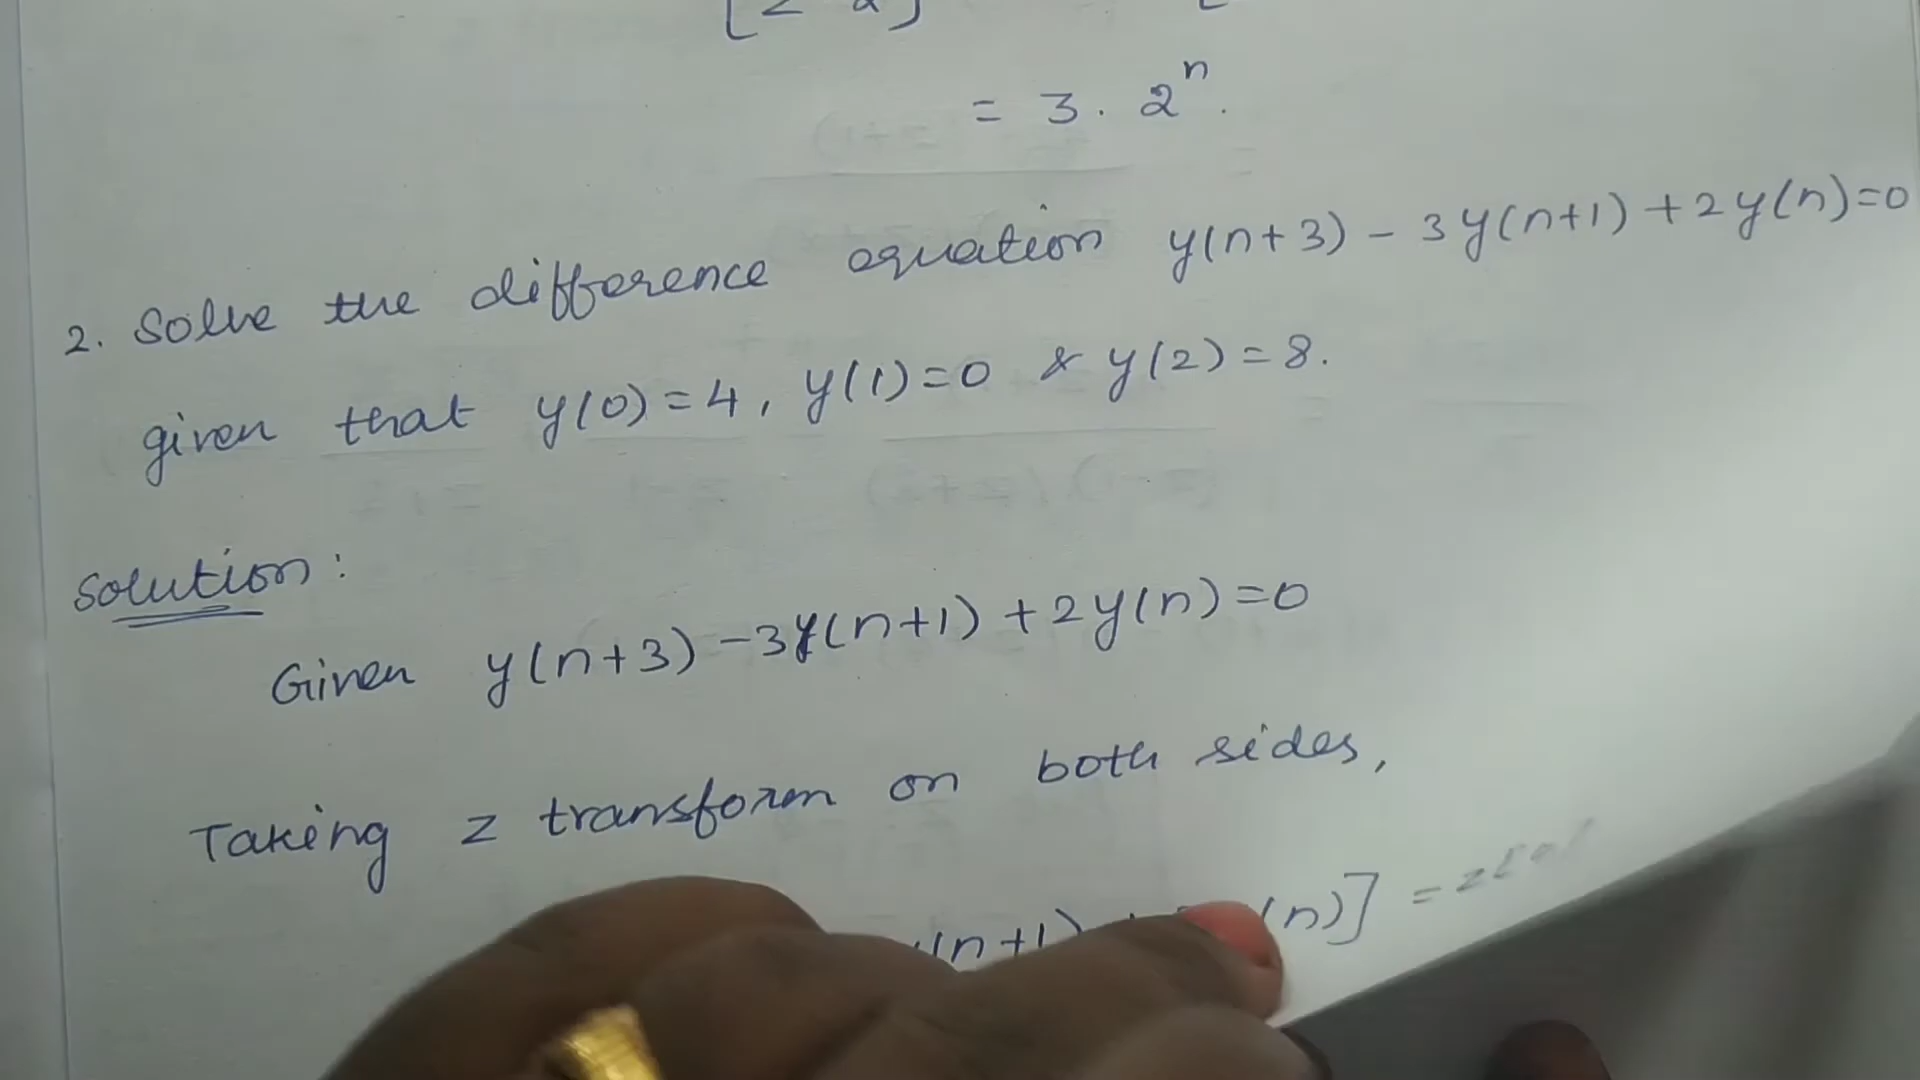 = 3. 2^n.
2. Solve the difference equation y(n+3) - 3y(n+1) + 2y(n)=0
given that y(0)=4, y(1)=0 & y(2)=8.
Solution:
Given y(n+3) -3y(n+1) +2y(n)=0
Taking z transform on both sides,
(n+1) (n)] =